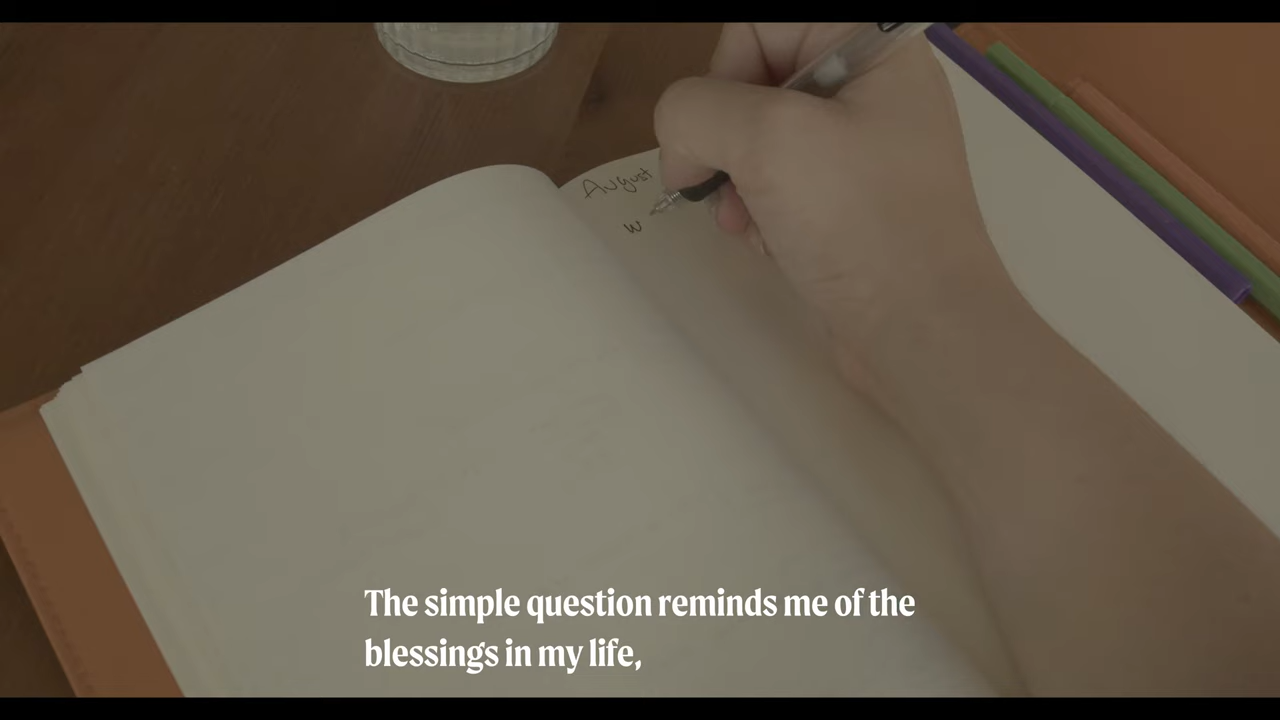 August
w
The simple question reminds me of the
blessings in my life,